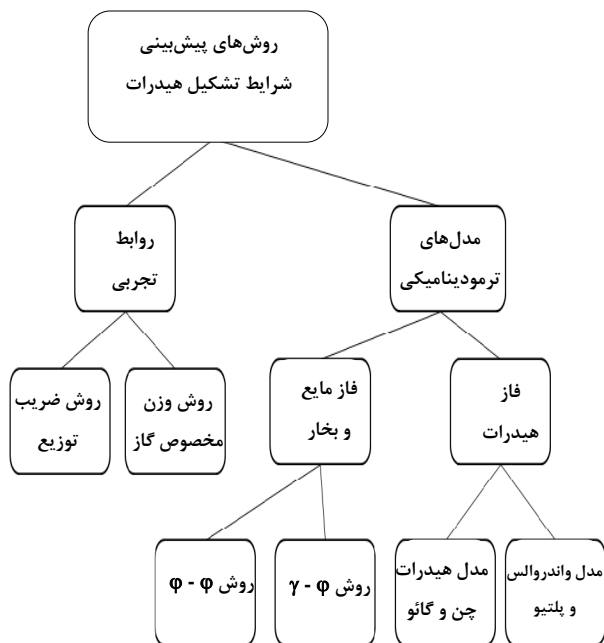 روش‌های پیش‌بینی
شرایط تشکیل هیدرات
مدل‌های
ترمودینامیکی
روابط
تجربی
فاز
هیدرات
فاز مایع
و بخار
روش وزن
مخصوص گاز
روش ضریب
توزیع
مدل واندروالس
و پلتیو
مدل هیدرات
چن و گائو
روش γ - φ
روش φ - φ